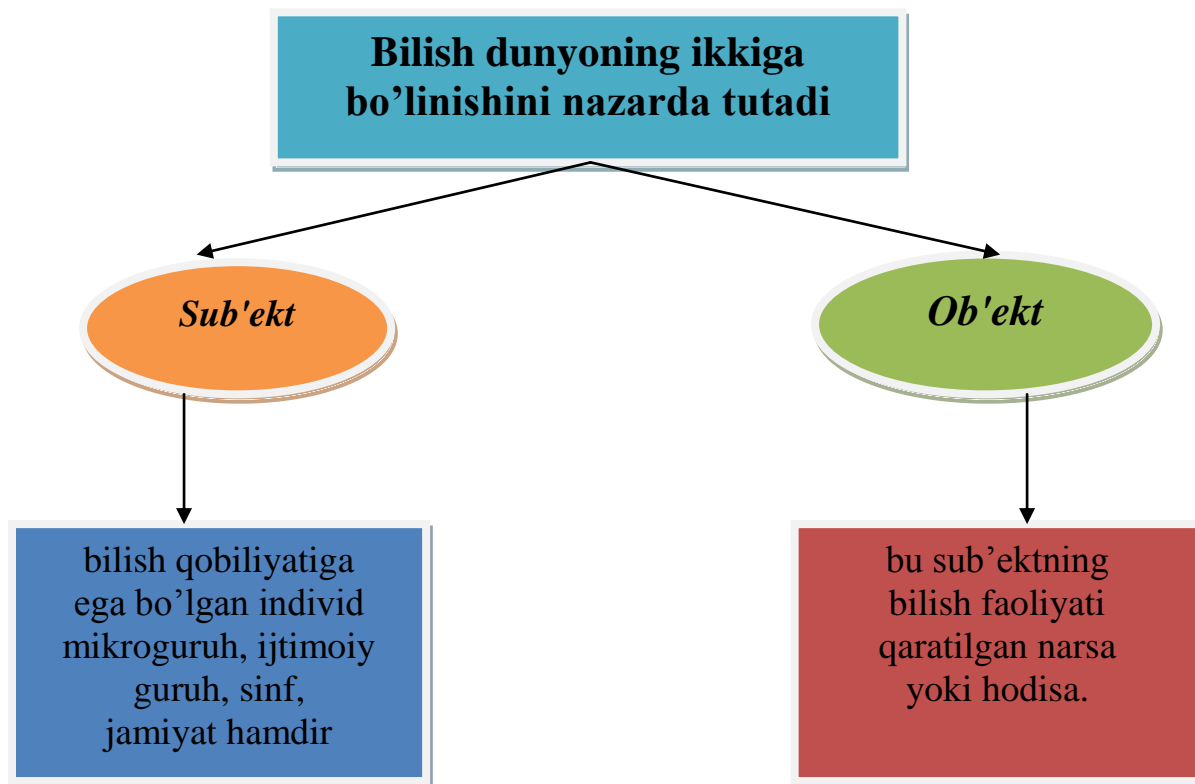 Bilish dunyoning ikkiga
bo’linishini nazarda tutadi
Sub'ekt
Ob'ekt
bilish qobiliyatiga
ega bo’lgan individ
mikroguruh, ijtimoiy
guruh, sinf,
jamiyat hamdir
bu sub’ektning
bilish faoliyati
qaratilgan narsa
yoki hodisa.